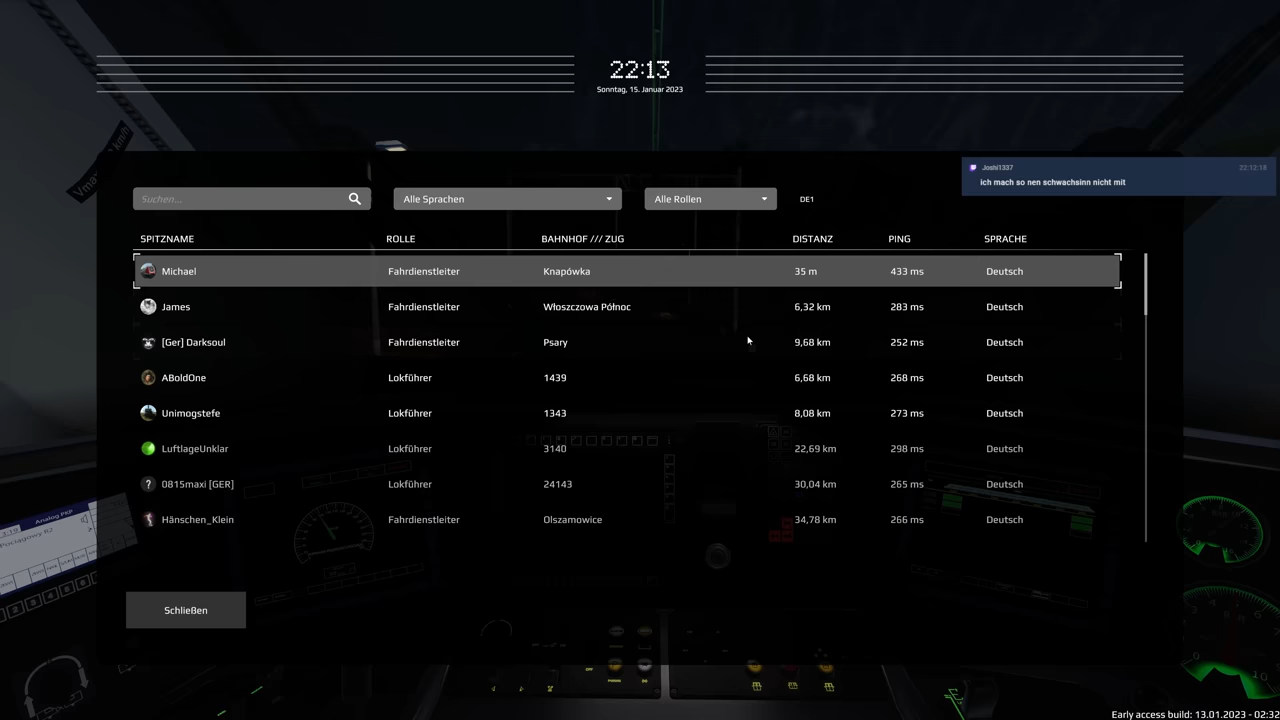 22:13
Sonntag, 15. Januar 2023
Joshi1337 22:12:18
ich mach so nen schwachsinn nicht mit
Suchen... Alle Sprachen Alle Rollen DE1
SPITZNAME ROLLE BAHNHOF /// ZUG DISTANZ PING SPRACHE
Michael Fahrdienstleiter Knapówka 35 m 433 ms Deutsch
James Fahrdienstleiter Włoszczowa Północ 6,32 km 283 ms Deutsch
[Ger] Darksoul Fahrdienstleiter Psary 9,68 km 252 ms Deutsch
ABoldOne Lokführer 1439 6,68 km 268 ms Deutsch
Unimogstefe Lokführer 1343 8,08 km 273 ms Deutsch
LuftlageUnklar Lokführer 3140 22,69 km 298 ms Deutsch
? 0815maxi [GER] Lokführer 24143 30,04 km 265 ms Deutsch
Hänschen_Klein Fahrdienstleiter Olszamowice 34,78 km 266 ms Deutsch
Analog PKP
Schließen
Early access build: 13.01.2023 - 02:32